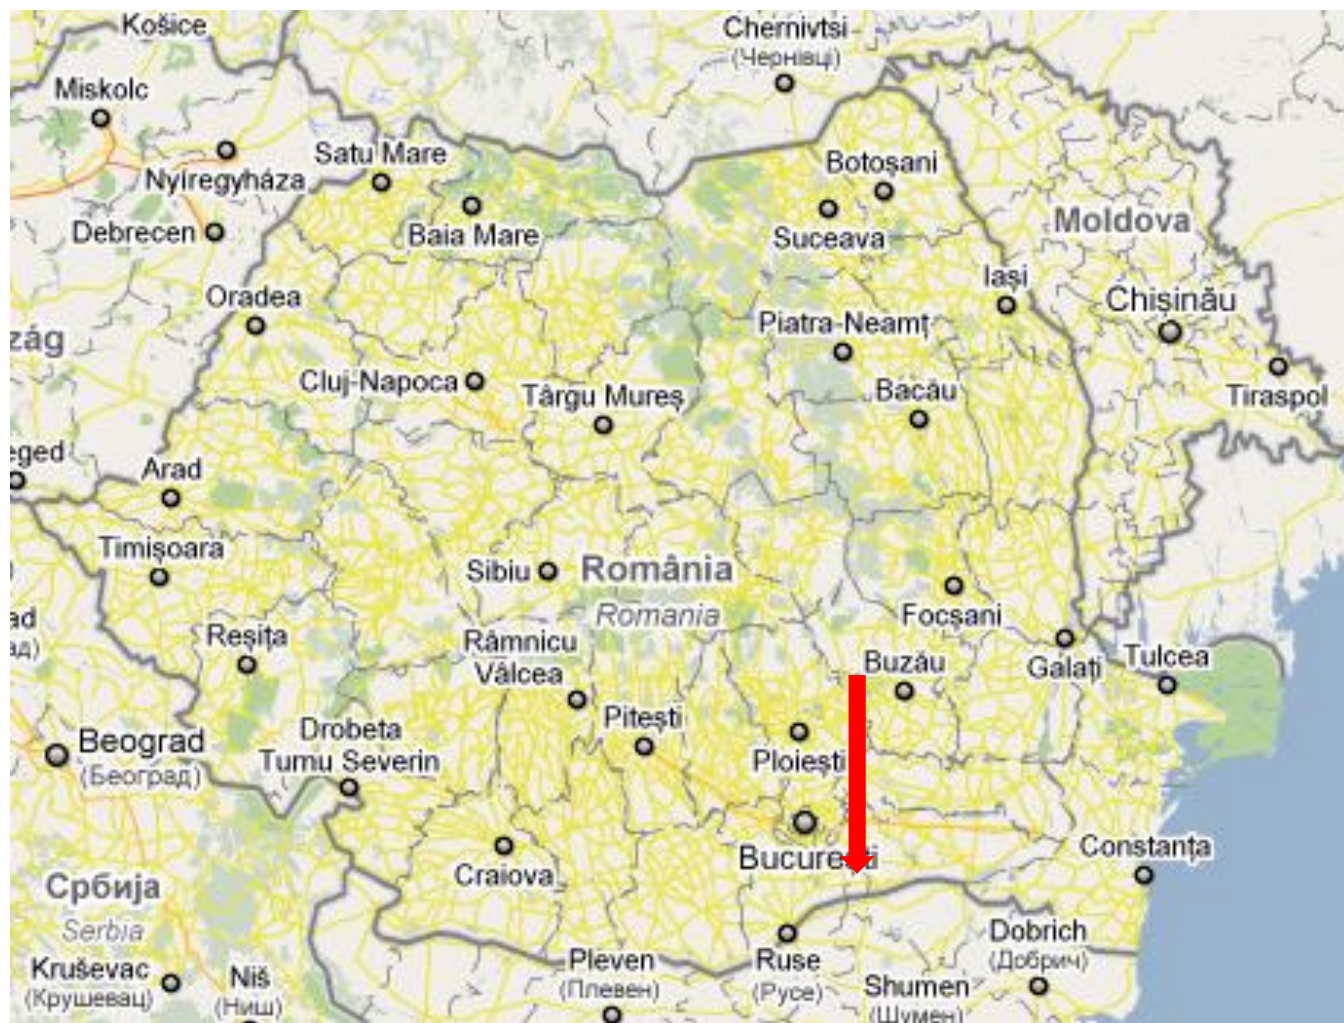 Košice
Chernivtsi
(Чернівці)
Miskolc
Satu Mare
Botoșani
Nyíregyháza
Moldova
Debrecen
Baia Mare
Suceava
Iași
Oradea
Chișinău
Piatra-Neamț
zág
Cluj-Napoca
Târgu Mureș
Bacău
Tiraspol
eged
Arad
Timișoara
Sibiu
România
Romania
Focșani
ad
Reșița
Râmnicu
Vâlcea
Buzău
Galați
Tulcea
Pitești
Drobeta
Turnu Severin
Beograd
(Београд)
Ploiești
București
Constanța
Craiova
Србија
Serbia
Dobrich
(Добрич)
Kruševac
(Крушевац)
Niš
(Ниш)
Pleven
(Плевен)
Ruse
(Русе)
Shumen
(Шумен)